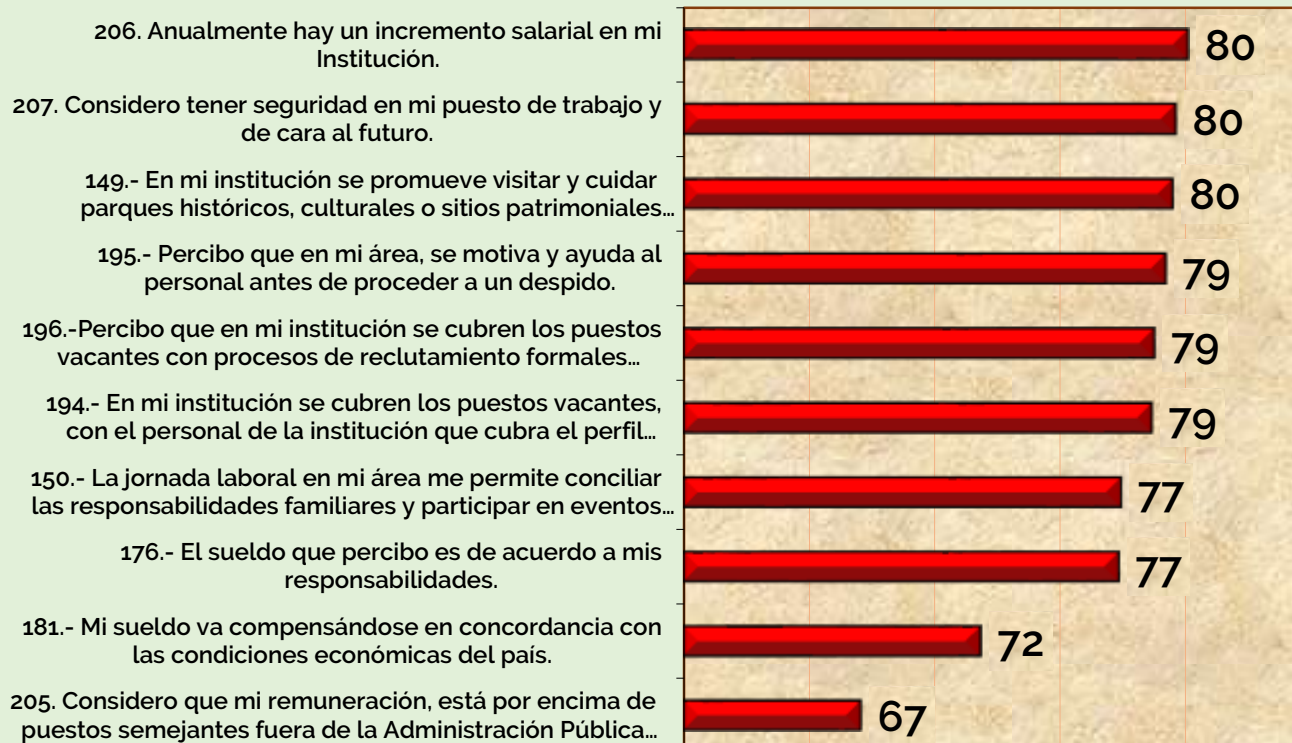 206. Anualmente hay un incremento salarial en mi
Institución.
80
207. Considero tener seguridad en mi puesto de trabajo y
de cara al futuro.
80
149.- En mi institución se promueve visitar y cuidar
parques históricos, culturales o sitios patrimoniales...
80
195.- Percibo que en mi área, se motiva y ayuda al
personal antes de proceder a un despido.
79
196.-Percibo que en mi institución se cubren los puestos
vacantes con procesos de reclutamiento formales...
79
194.- En mi institución se cubren los puestos vacantes,
con el personal de la institución que cubra el perfil...
79
150.- La jornada laboral en mi área me permite conciliar
las responsabilidades familiares y participar en eventos...
77
176.- El sueldo que percibo es de acuerdo a mis
responsabilidades.
77
181.- Mi sueldo va compensándose en concordancia con
las condiciones económicas del país.
72
205. Considero que mi remuneración, está por encima de
puestos semejantes fuera de la Administración Pública...
67